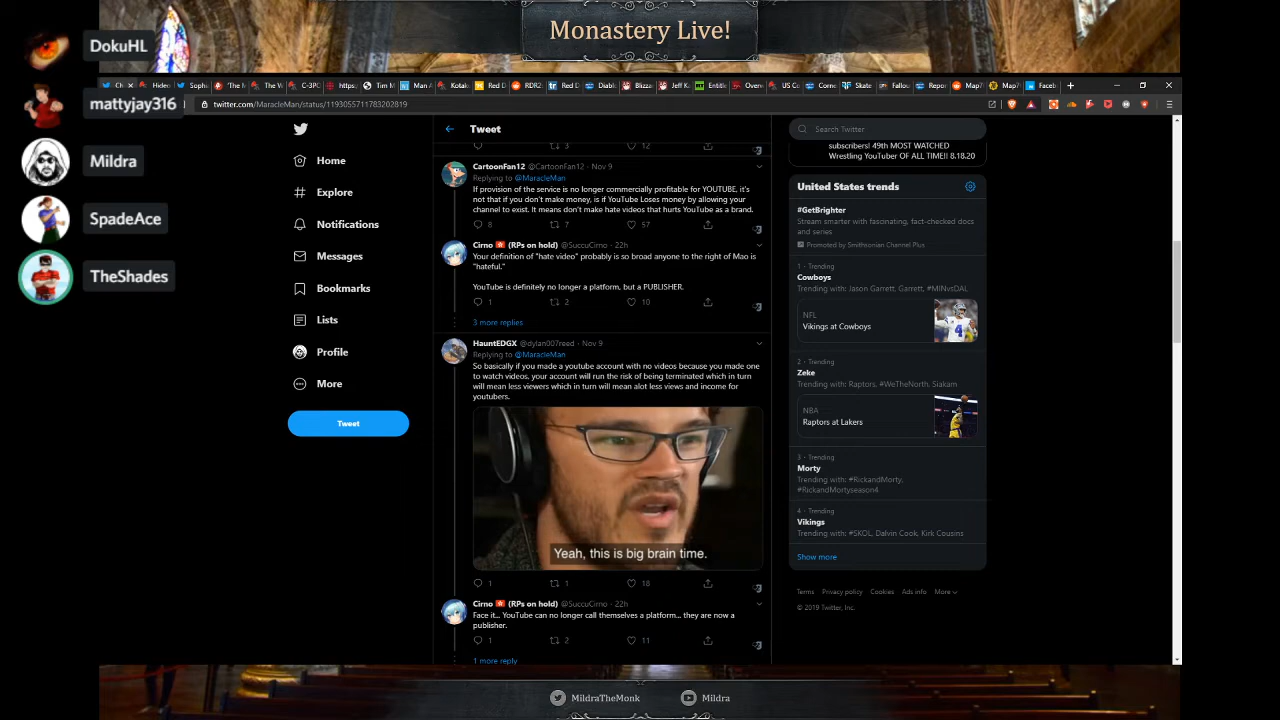 Monastery Live!
DokuHL
mattyjay316
Mildra
SpadeAce
TheShades
twitter.com/MaracleMan/status/1193055711783202819
Home
Explore
Notifications
Messages
Bookmarks
Lists
Profile
More
Tweet
Tweet
3 12
CartoonFan12 @CartoonFan12 · Nov 9
Replying to @MaracleMan
If provision of the service is no longer commercially profitable for YOUTUBE, it's
not that if you don't make money, is if YouTube Loses money by allowing your
channel to exist. It means don't make hate videos that hurts YouTube as a brand.
8 7 57
Cirno (RPs on hold) @SuccuCirno · 22h
Your definition of "hate video" probably is so broad anyone to the right of Mao is
"hateful."
YouTube is definitely no longer a platform, but a PUBLISHER.
1 2 10
3 more replies
HauntEDGX @dylan007reed · Nov 9
Replying to @MaracleMan
So basically if you made a youtube account with no videos because you made one
to watch videos, your account will run the risk of being terminated which in turn
will mean less viewers which in turn will mean alot less views and income for
youtubers.
Yeah, this is big brain time.
1 1 18
Cirno (RPs on hold) @SuccuCirno · 22h
Face it... YouTube can no longer call themselves a platform... they are now a
publisher.
1 2 11
1 more reply
Search Twitter
subscribers! 49th MOST WATCHED
Wrestling YouTuber OF ALL TIME!! 8.18.20
United States trends
#GetBrighter
Stream smarter with fascinating, fact-checked docs
and series
Promoted by Smithsonian Channel Plus
1 · Trending
Cowboys
Trending with: Jason Garrett, Garrett, #MINvsDAL
NFL
Vikings at Cowboys
2 · Trending
Zeke
Trending with: Raptors, #WeTheNorth, Siakam
NBA
Raptors at Lakers
3 · Trending
Morty
Trending with: #RickandMorty,
#RickandMortyseason4
4 · Trending
Vikings
Trending with: #SKOL, Dalvin Cook, Kirk Cousins
Show more
Terms Privacy policy Cookies Ads info More
© 2019 Twitter, Inc.
MildraTheMonk
Mildra